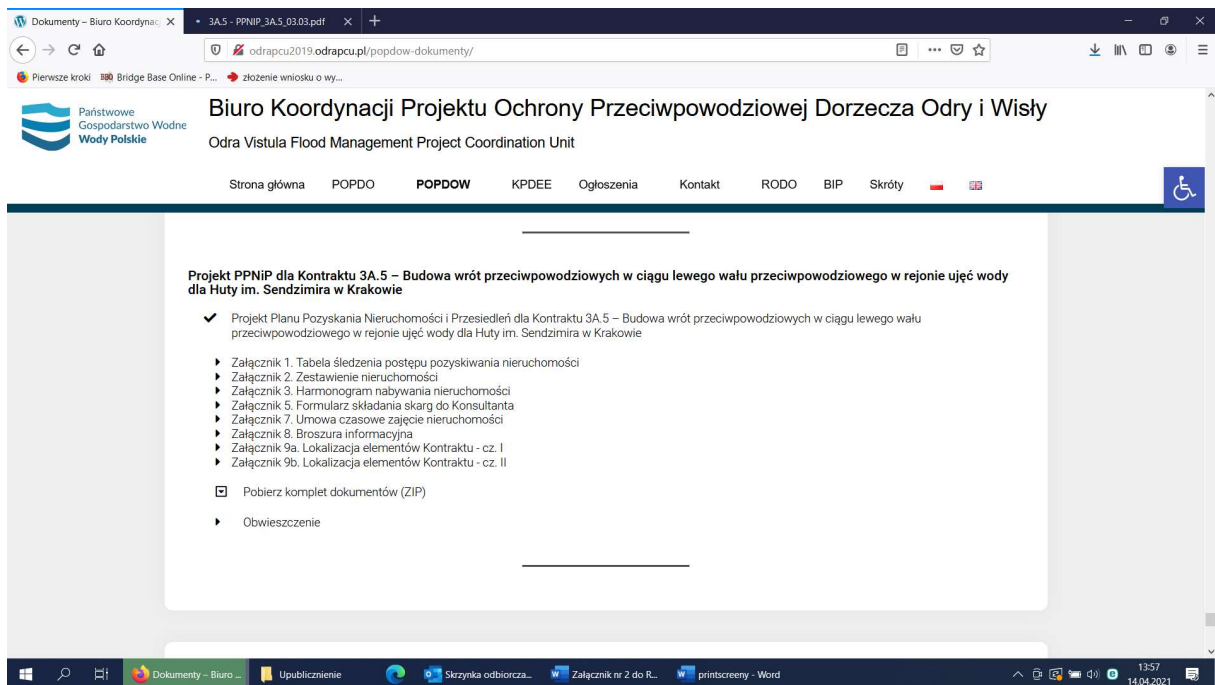 Dokumenty – Biuro Koordynac
3A.5 - PPNIP_3A.5_03.03.pdf
odrapcu2019.odrapcu.pl/popdow-dokumenty/
Pierwsze kroki
Bridge Base Online - P...
złożenie wniosku o wy...
Państwowe
Gospodarstwo Wodne
Wody Polskie
Biuro Koordynacji Projektu Ochrony Przeciwpowodziowej Dorzecza Odry i Wisły
Odra Vistula Flood Management Project Coordination Unit
Strona główna POPDO POPDOW KPDEE Ogłoszenia Kontakt RODO BIP Skróty
Projekt PPNiP dla Kontraktu 3A.5 – Budowa wrót przeciwpowodziowych w ciągu lewego wału przeciwpowodziowego w rejonie ujęć wody
dla Huty im. Sendzimira w Krakowie
Projekt Planu Pozyskania Nieruchomości i Przesiedleń dla Kontraktu 3A.5 – Budowa wrót przeciwpowodziowych w ciągu lewego wału
przeciwpowodziowego w rejonie ujęć wody dla Huty im. Sendzimira w Krakowie
Załącznik 1. Tabela śledzenia postępu pozyskiwania nieruchomości
Załącznik 2. Zestawienie nieruchomości
Załącznik 3. Harmonogram nabywania nieruchomości
Załącznik 5. Formularz składania skarg do Konsultanta
Załącznik 7. Umowa czasowe zajęcie nieruchomości
Załącznik 8. Broszura informacyjna
Załącznik 9a. Lokalizacja elementów Kontraktu - cz. I
Załącznik 9b. Lokalizacja elementów Kontraktu - cz. II
Pobierz komplet dokumentów (ZIP)
Obwieszczenie
Dokumenty – Biuro ...
Upublicznienie
Skrzynka odbiorcza...
Załącznik nr 2 do R...
printscreeny - Word
13:57
14.04.2021